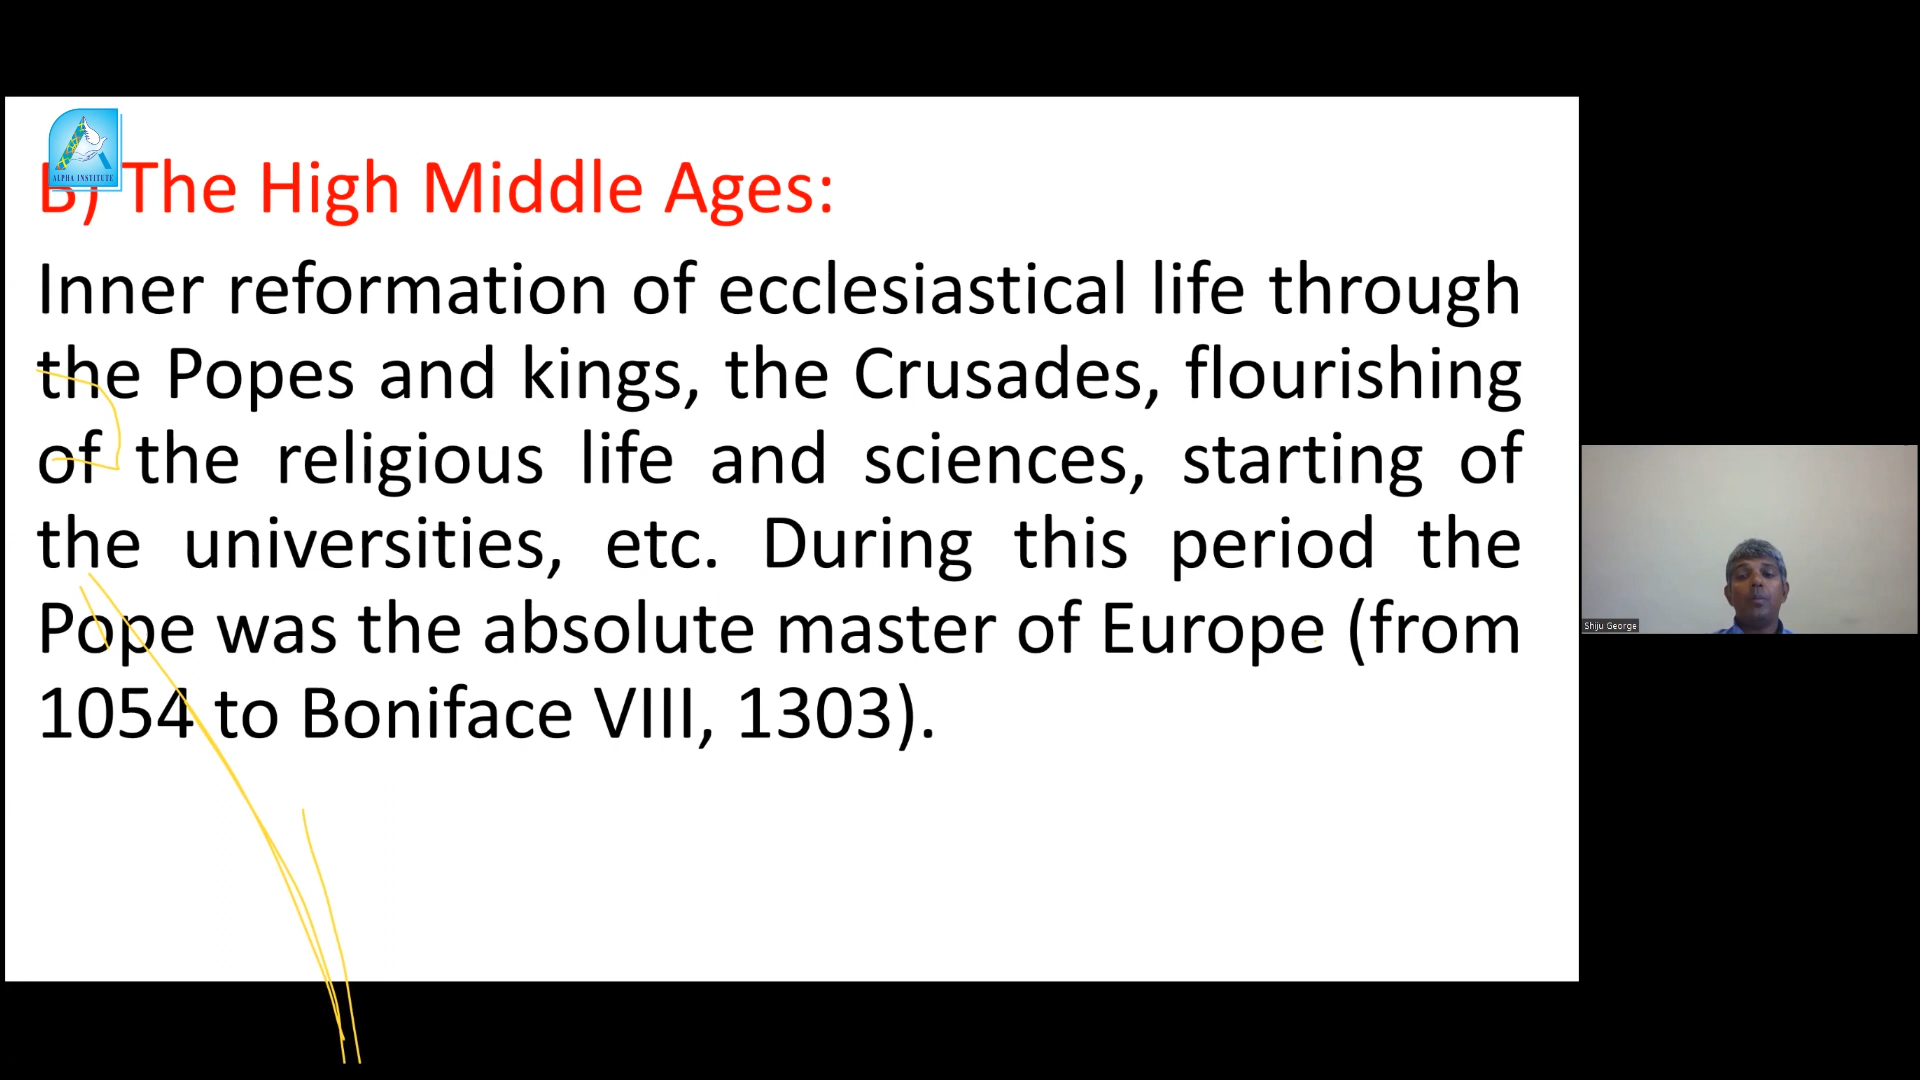 ALPHA INSTITUTE
B) The High Middle Ages:
Inner reformation of ecclesiastical life through
the Popes and kings, the Crusades, flourishing
of the religious life and sciences, starting of
the universities, etc. During this period the
Pope was the absolute master of Europe (from
1054 to Boniface VIII, 1303).
Shiju George